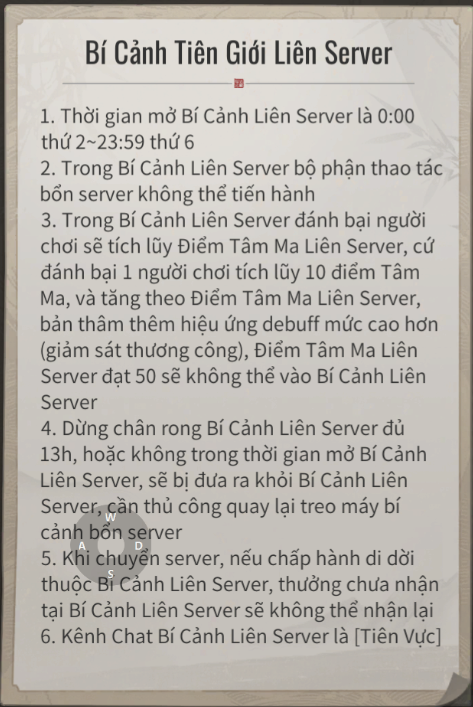 Bí Cảnh Tiên Giới Liên Server
1. Thời gian mở Bí Cảnh Liên Server là 0:00
thứ 2~23:59 thứ 6
2. Trong Bí Cảnh Liên Server bộ phận thao tác
bổn server không thể tiến hành
3. Trong Bí Cảnh Liên Server đánh bại người
chơi sẽ tích lũy Điểm Tâm Ma Liên Server, cứ
đánh bại 1 người chơi tích lũy 10 điểm Tâm
Ma, và tăng theo Điểm Tâm Ma Liên Server,
bản thâm thêm hiệu ứng debuff mức cao hơn
(giảm sát thương công), Điểm Tâm Ma Liên
Server đạt 50 sẽ không thể vào Bí Cảnh Liên
Server
4. Dừng chân rong Bí Cảnh Liên Server đủ
13h, hoặc không trong thời gian mở Bí Cảnh
Liên Server, sẽ bị đưa ra khỏi Bí Cảnh Liên
Server, cần thủ công quay lại treo máy bí
cảnh bổn server
5. Khi chuyển server, nếu chấp hành di dời
thuộc Bí Cảnh Liên Server, thưởng chưa nhận
tại Bí Cảnh Liên Server sẽ không thể nhận lại
6. Kênh Chat Bí Cảnh Liên Server là [Tiên Vực]
W
A D
S